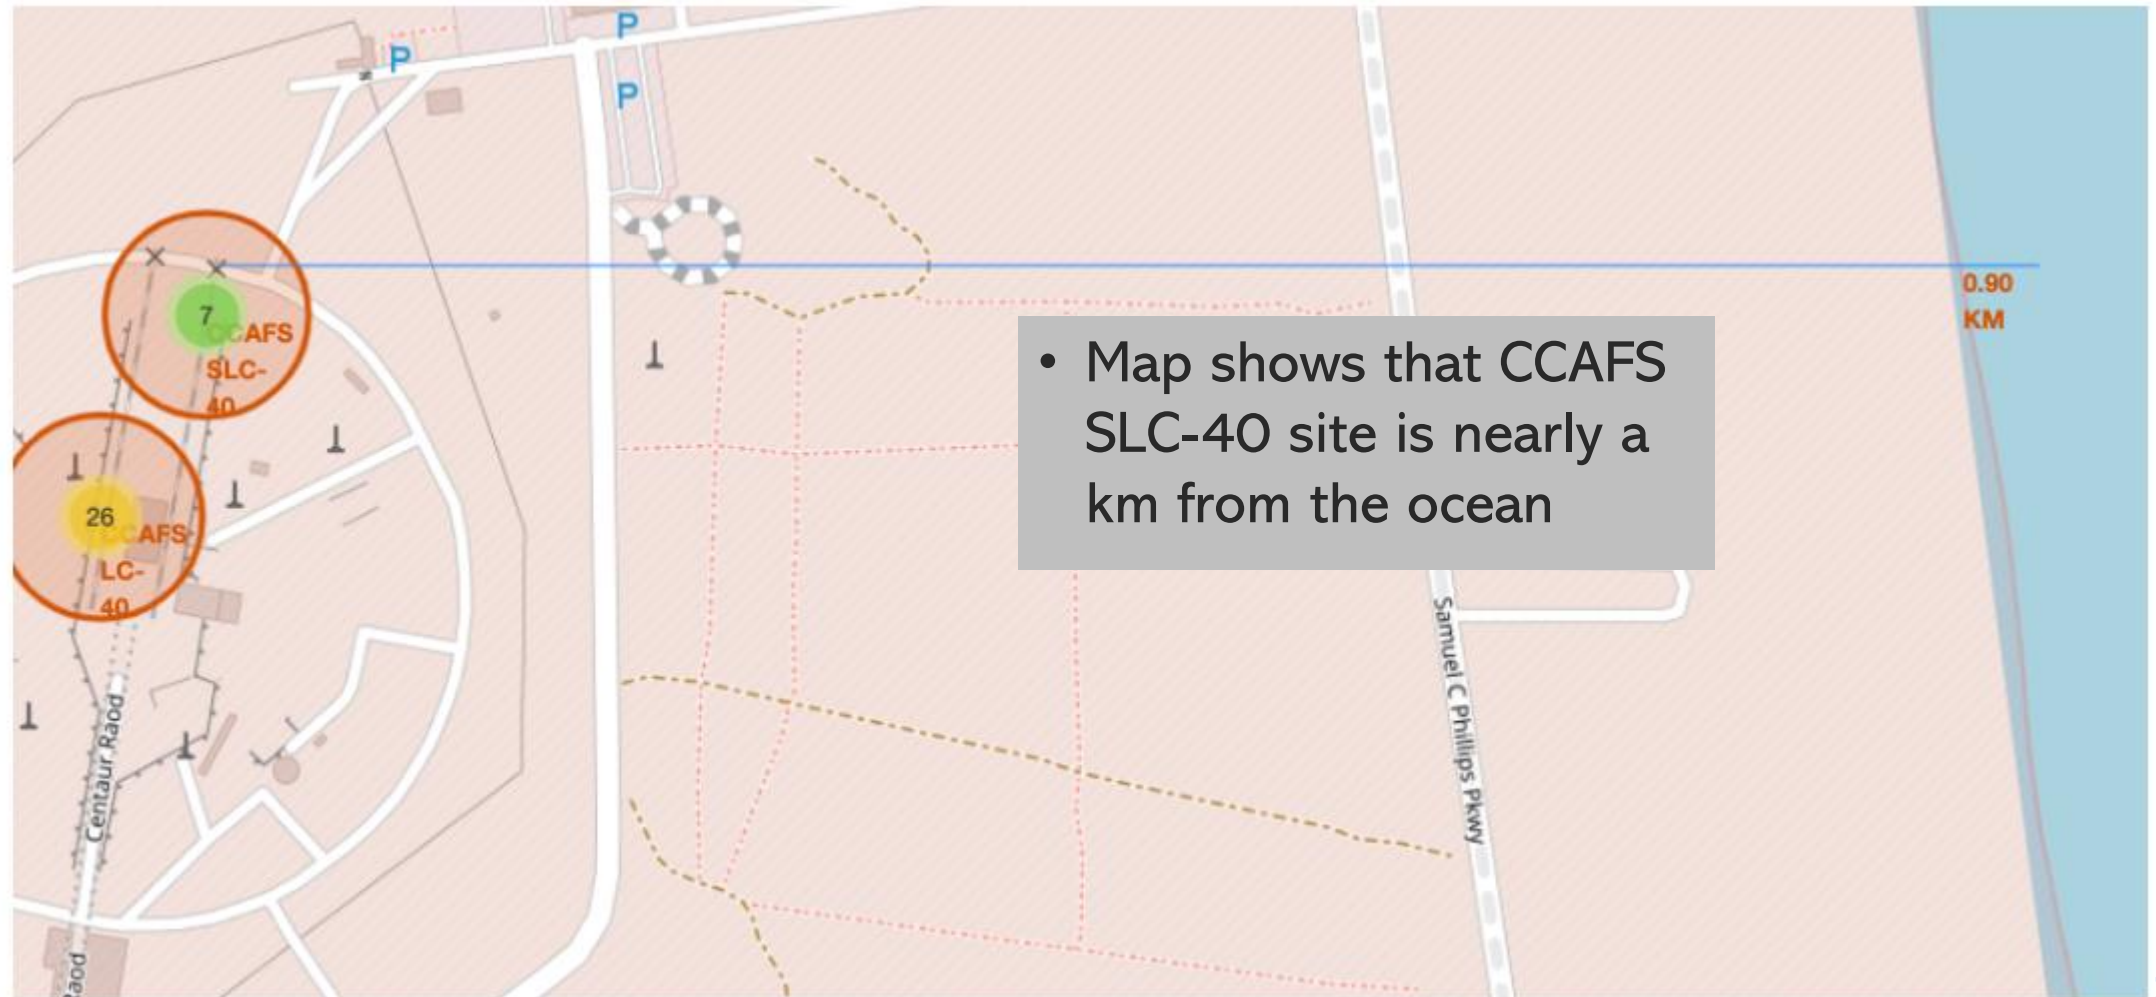 P
P
P
7
CCAFS
SLC-
40
26
CCAFS
LC-
40
0.90
KM
• Map shows that CCAFS
SLC-40 site is nearly a
km from the ocean
Samuel C Phillips Pkwy
Centaur Raod
Raod